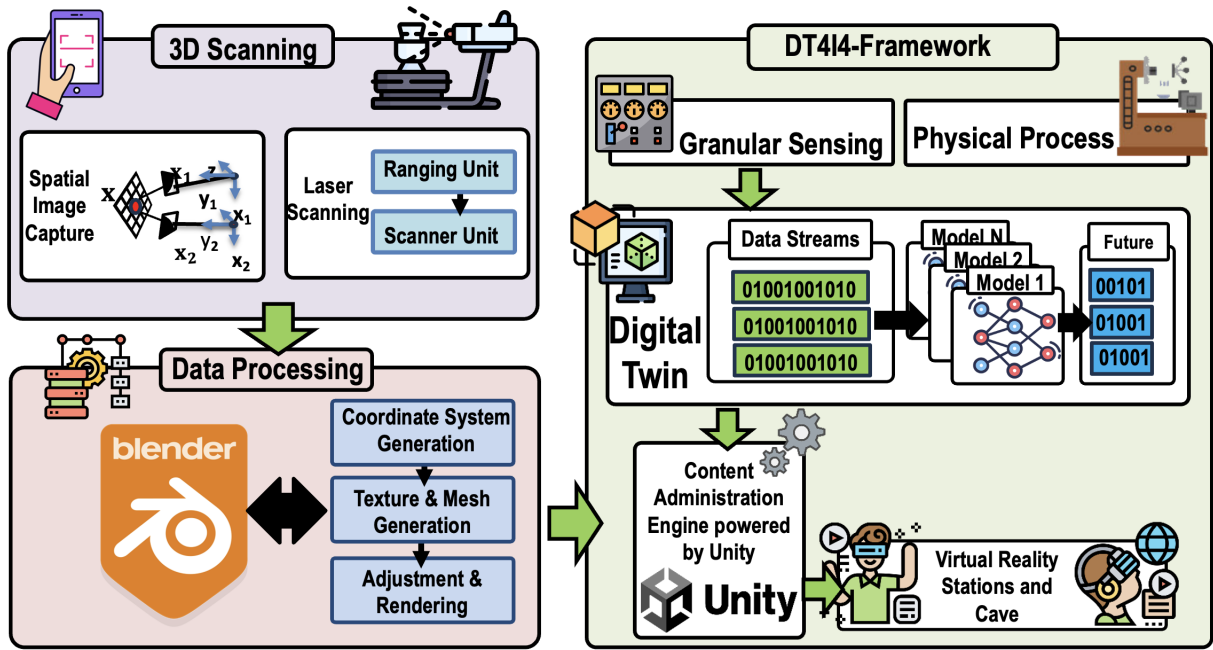 3D Scanning
Spatial
Image
Capture
x
x1
z
y1
x1
x2
y2
x2
Laser
Scanning
Ranging Unit
Scanner Unit
Data Processing
blender
Coordinate System
Generation
Texture & Mesh
Generation
Adjustment &
Rendering
DT4I4-Framework
Granular Sensing
Physical Process
Digital
Twin
Data Streams
01001001010
01001001010
01001001010
Model N
Model 2
Model 1
Future
00101
01001
01001
Content
Administration
Engine powered
by Unity
Unity
Virtual Reality
Stations and
Cave